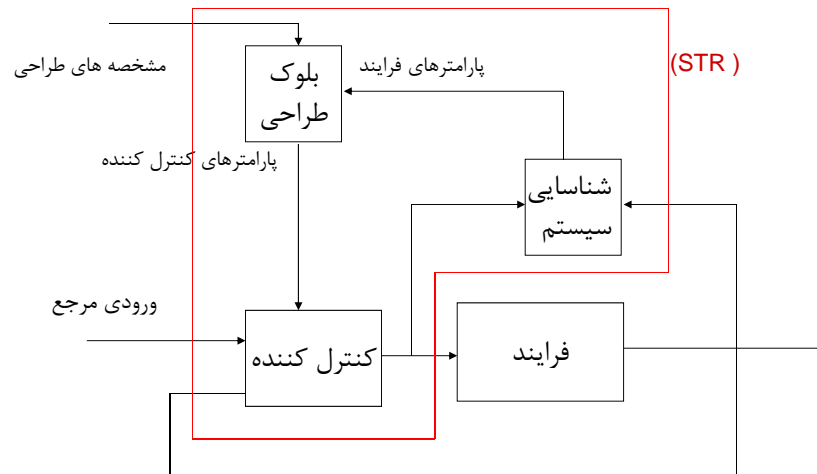 مشخصه های طراحی
بلوک
طراحی
پارامترهای فرایند
(STR )
پارامترهای کنترل کننده
شناسایی
سیستم
ورودی مرجع
کنترل کننده
فرایند